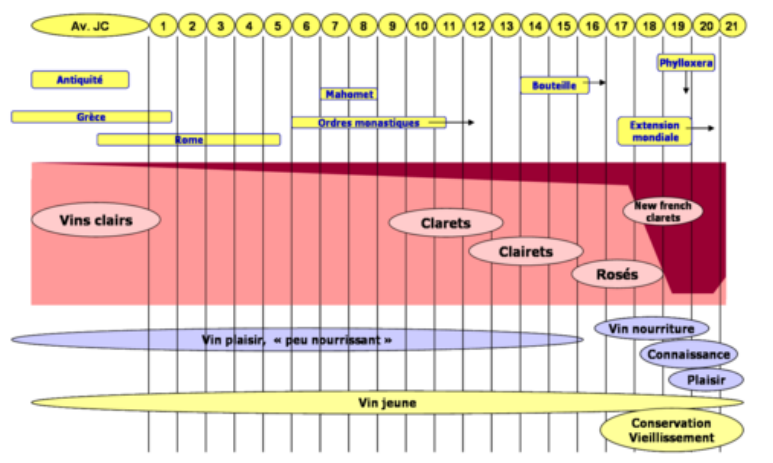 Av. JC 1 2 3 4 5 6 7 8 9 10 11 12 13 14 15 16 17 18 19 20 21
Phylloxera
Antiquité
Bouteille
Mahomet
Grèce
Ordres monastiques
Extension
mondiale
Rome
New french
clarets
Vins clairs
Clarets
Clairets
Rosés
Vin nourriture
Vin plaisir, « peu nourrissant »
Connaissance
Plaisir
Vin jeune
Conservation
Vieillissement